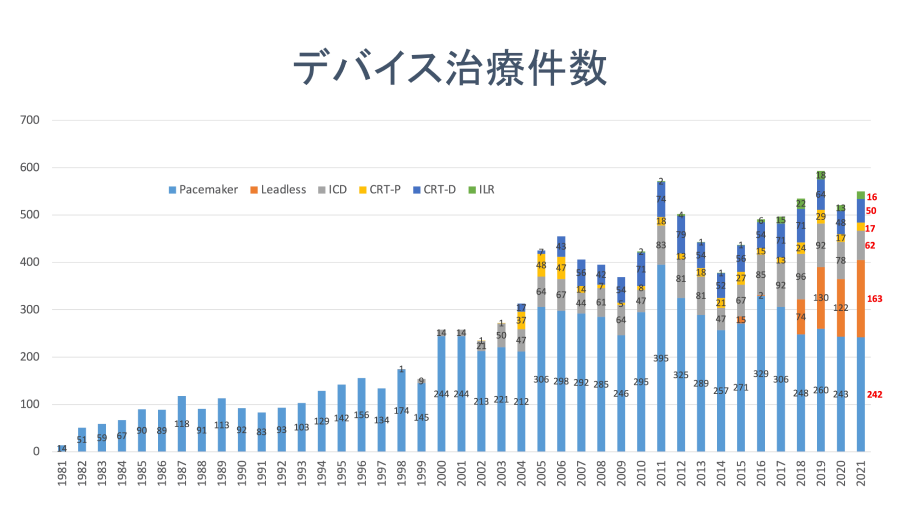 デバイス治療件数
700
600
500
400
300
200
100
0
Pacemaker Leadless ICD CRT-P CRT-D ILR
14 51 59 67 90 89 118 91 113 92 83 93 103 129 142 156 134 174 145 244 244 213 221 212 306 298 292 285 246 295 395 325 289 257 271 329 306 248 260 243 242
15 2 74 130 122 163
1 9 14 14 21 50 47 64 67 44 61 64 47 83 81 81 47 67 85 92 96 92 78 62
1 1 37 48 47 14 7 5 8 18 13 18 21 27 15 13 24 29 17 17
17 7 43 56 42 54 71 74 79 54 52 56 54 71 71 64 48 50
2 2 4 1 1 1 6 15 22 18 13 16
1981 1982 1983 1984 1985 1986 1987 1988 1989 1990 1991 1992 1993 1994 1995 1996 1997 1998 1999 2000 2001 2002 2003 2004 2005 2006 2007 2008 2009 2010 2011 2012 2013 2014 2015 2016 2017 2018 2019 2020 2021